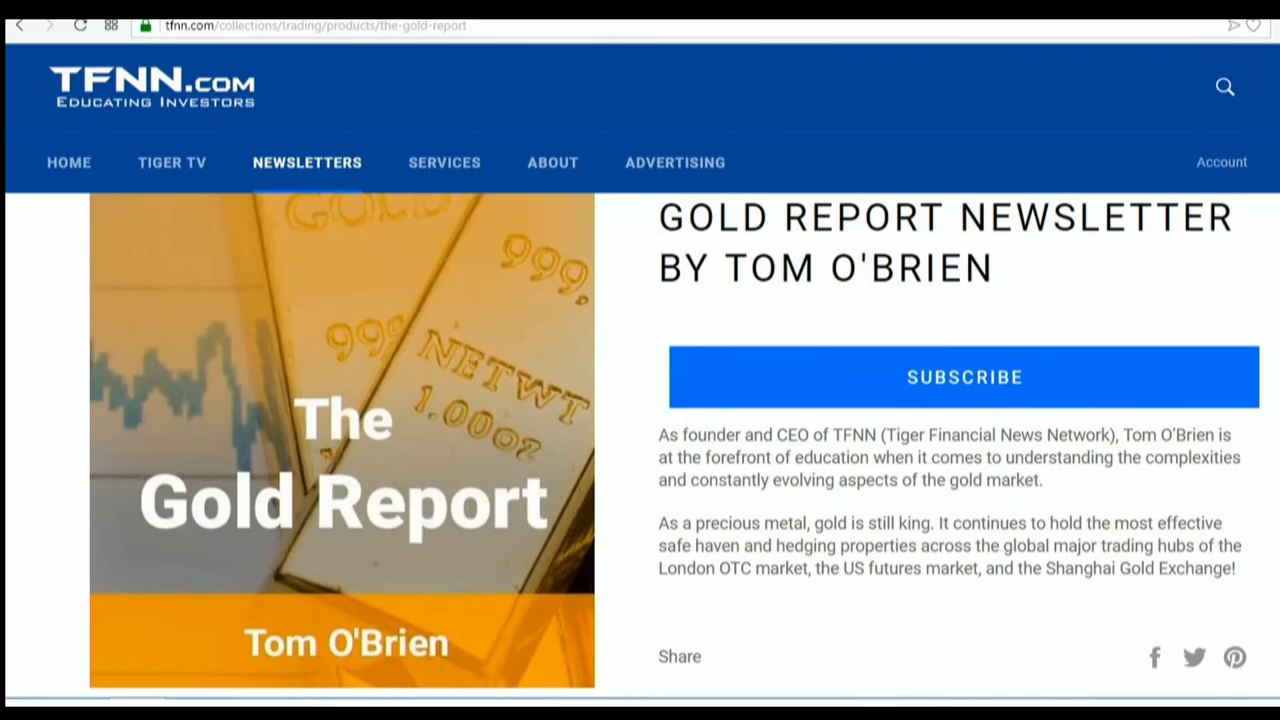 tfnn.com/collections/trading/products/the-gold-report
TFNN.COM
EDUCATING INVESTORS
HOME
TIGER TV
NEWSLETTERS
SERVICES
ABOUT
ADVERTISING
Account
GOLD
999.
999
NETWT
1.00OZ
The
Gold Report
Tom O'Brien
GOLD REPORT NEWSLETTER
BY TOM O'BRIEN
SUBSCRIBE
As founder and CEO of TFNN (Tiger Financial News Network), Tom O’Brien is
at the forefront of education when it comes to understanding the complexities
and constantly evolving aspects of the gold market.
As a precious metal, gold is still king. It continues to hold the most effective
safe haven and hedging properties across the global major trading hubs of the
London OTC market, the US futures market, and the Shanghai Gold Exchange!
Share